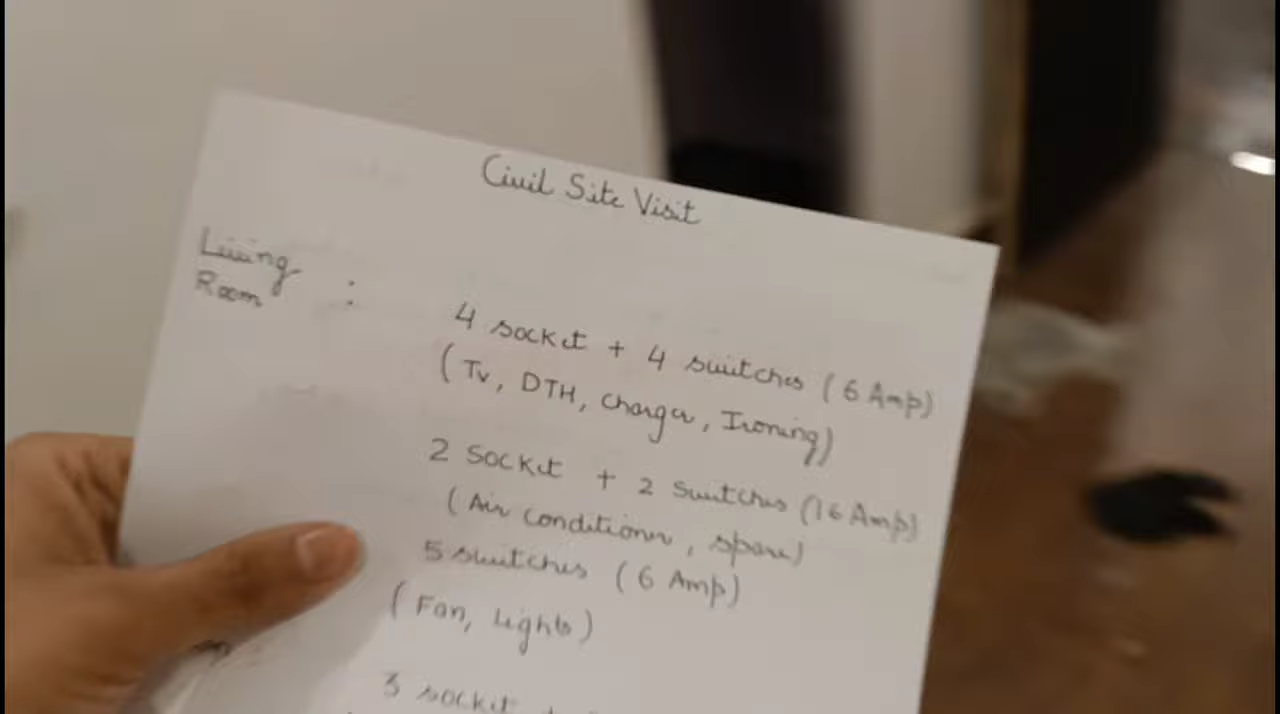 Civil Site Visit
Living
Room :
4 socket + 4 switches (6 Amp)
(TV, DTH, Charger, Ironing)
2 socket + 2 switches (16 Amp)
(Air conditioner, spare)
5 switches (6 Amp)
(Fan, Lights)
3 socket +